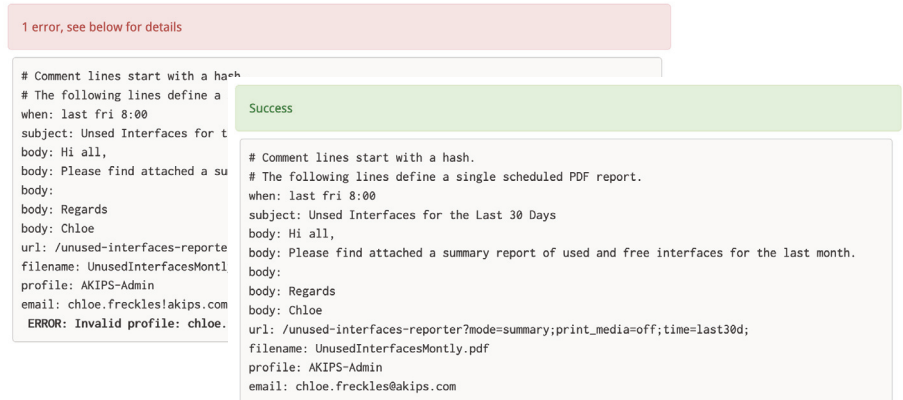 1 error, see below for details
# Comment lines start with a hash
# The following lines define a
when: last fri 8:00
subject: Unsed Interfaces for t
body: Hi all,
body: Please find attached a su
body:
body: Regards
body: Chloe
url: /unused-interfaces-reporte
filename: UnusedInterfacesMontl
profile: AKIPS-Admin
email: chloe.freckles!akips.com
ERROR: Invalid profile: chloe.
Success
# Comment lines start with a hash.
# The following lines define a single scheduled PDF report.
when: last fri 8:00
subject: Unsed Interfaces for the Last 30 Days
body: Hi all,
body: Please find attached a summary report of used and free interfaces for the last month.
body:
body: Regards
body: Chloe
url: /unused-interfaces-reporter?mode=summary;print_media=off;time=last30d;
filename: UnusedInterfacesMontly.pdf
profile: AKIPS-Admin
email: chloe.freckles@akips.com